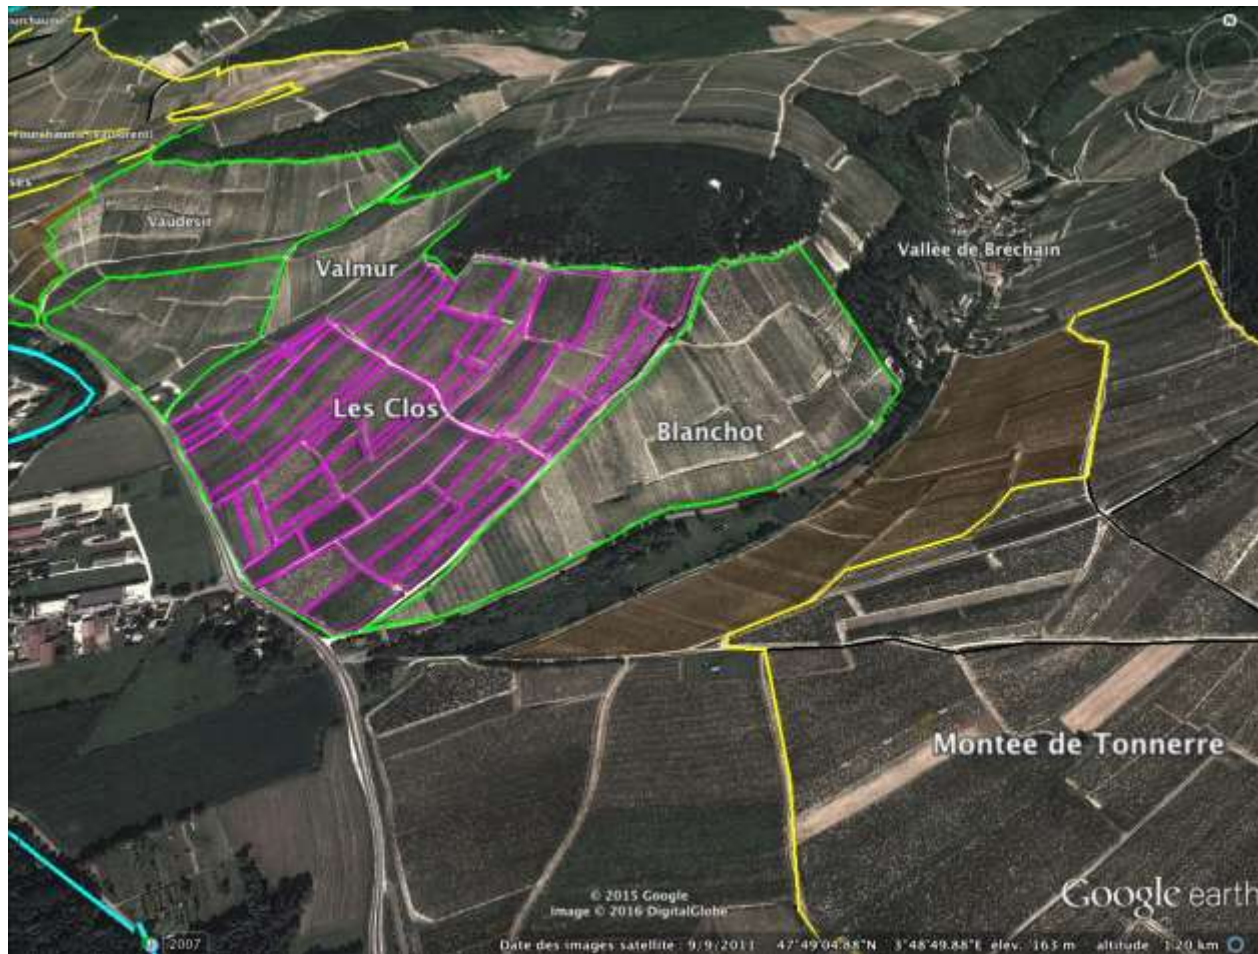 Vaudesir
Valmur
Vallée de Bréchain
Les Clos
Blanchot
Montée de Tonnerre
© 2015 Google
Image © 2016 DigitalGlobe
Google earth
2007
Date des images satellite : 9/9/2011 47°49'04.88"N 3°48'49.88"E élev. 163 m altitude 1.20 km
N